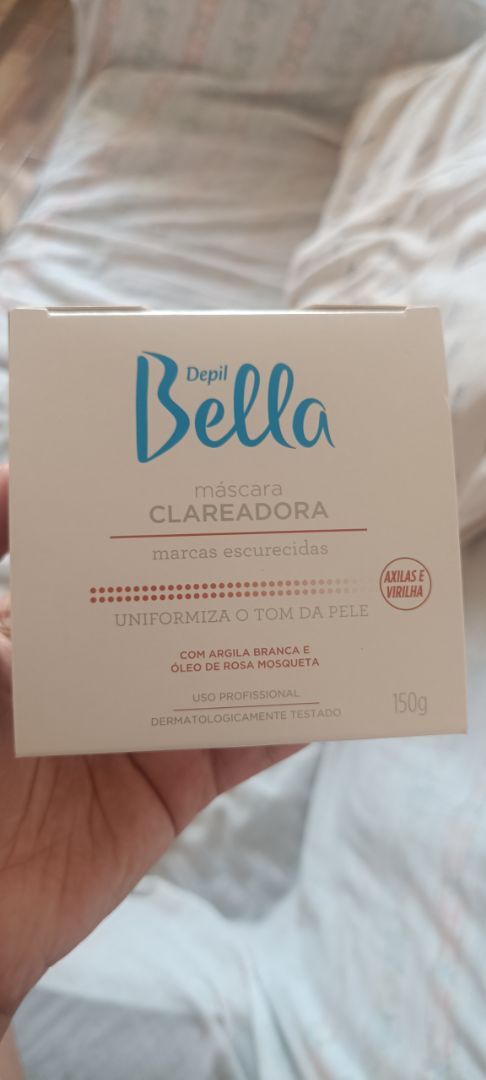 Depil
Bella
máscara
CLAREADORA
marcas escurecidas
AXILAS E
VIRILHA
UNIFORMIZA O TOM DA PELE
COM ARGILA BRANCA E
ÓLEO DE ROSA MOSQUETA
USO PROFISSIONAL
DERMATOLOGICAMENTE TESTADO
150g